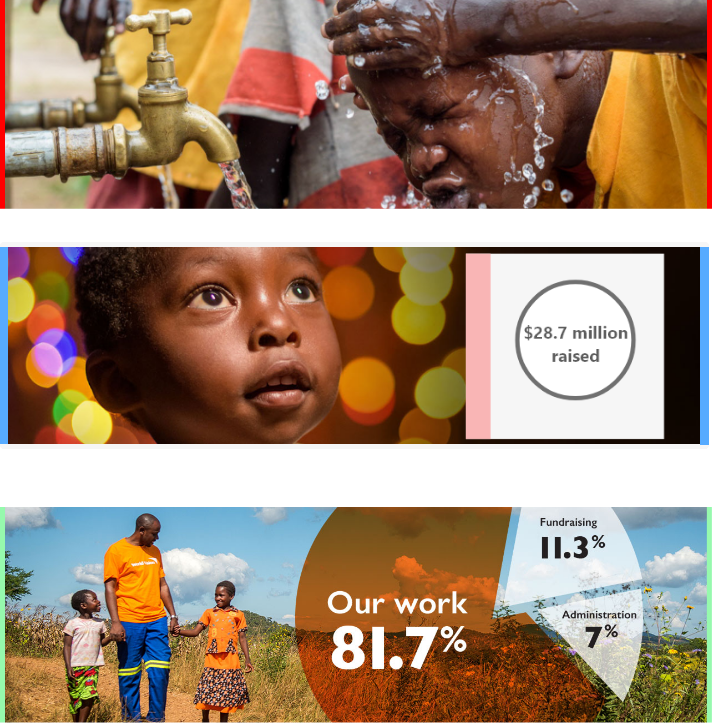 $28.7 million
raised
Fundraising
11.3%
Our work
81.7%
Administration
7%